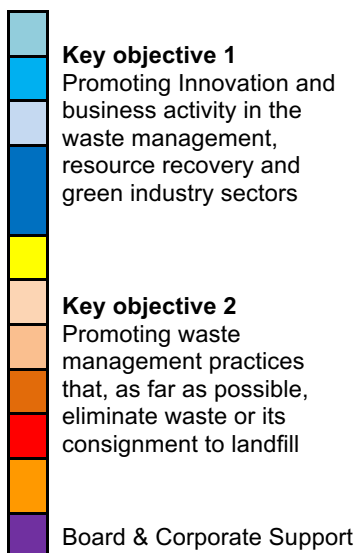 Key objective 1
Promoting Innovation and
business activity in the
waste management,
resource recovery and
green industry sectors
Key objective 2
Promoting waste
management practices
that, as far as possible,
eliminate waste or its
consignment to landfill
Board & Corporate Support